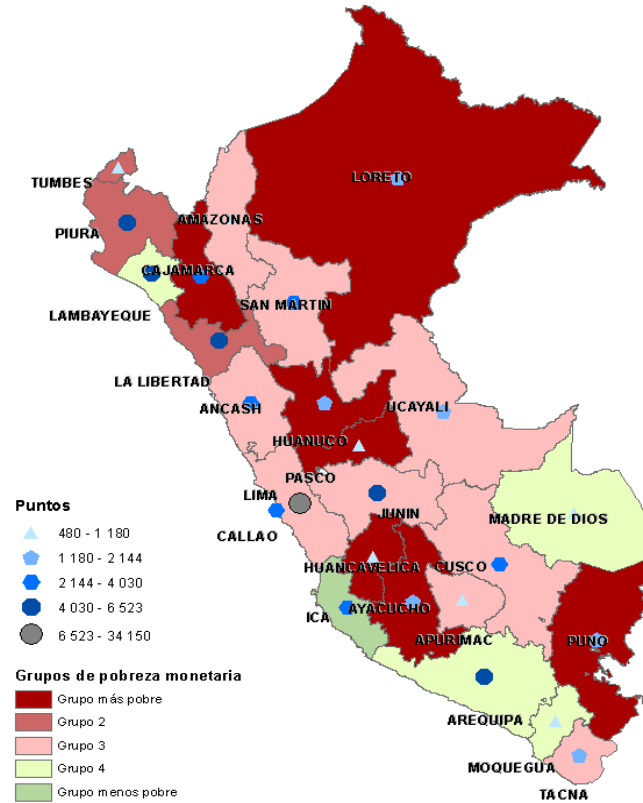 LORETO
TUMBES
AMAZONAS
PIURA
CAJAMARCA
SAN MARTIN
LAMBAYEQUE
LA LIBERTAD
ANCASH
UCAYALI
HUANUCO
PASCO
LIMA
JUNIN
MADRE DE DIOS
CALLAO
HUANCAVELICA
CUSCO
ICA
AYACUCHO
APURIMAC
PUNO
AREQUIPA
MOQUEGUA
TACNA
Puntos
480 - 1 180
1 180 - 2 144
2 144 - 4 030
4 030 - 6 523
6 523 - 34 150
Grupos de pobreza monetaria
Grupo más pobre
Grupo 2
Grupo 3
Grupo 4
Grupo menos pobre